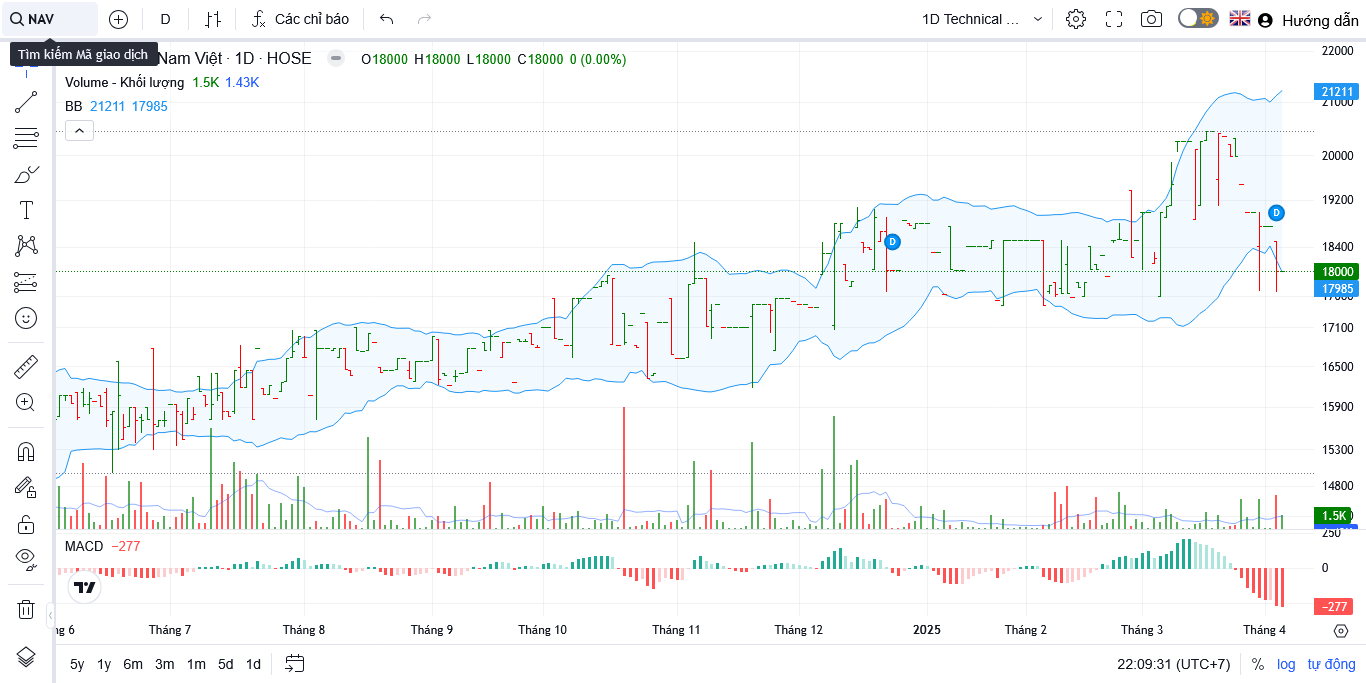 NAV
D
Các chỉ báo
1D Technical ...
Hướng dẫn
Tìm kiếm Mã giao dịch
Nam Việt · 1D · HOSE
O18000 H18000 L18000 C18000 0 (0.00%)
Volume - Khối lượng 1.5K 1.43K
BB 21211 17985
22000
21211
21000
20000
19200
D
D
18400
18000
17985
17100
16500
15900
15300
14800
1.5K
250
MACD −277
0
−277
ng 6 Tháng 7 Tháng 8 Tháng 9 Tháng 10 Tháng 11 Tháng 12 2025 Tháng 2 Tháng 3 Tháng 4
5y 1y 6m 3m 1m 5d 1d
22:09:31 (UTC+7) % log tự động